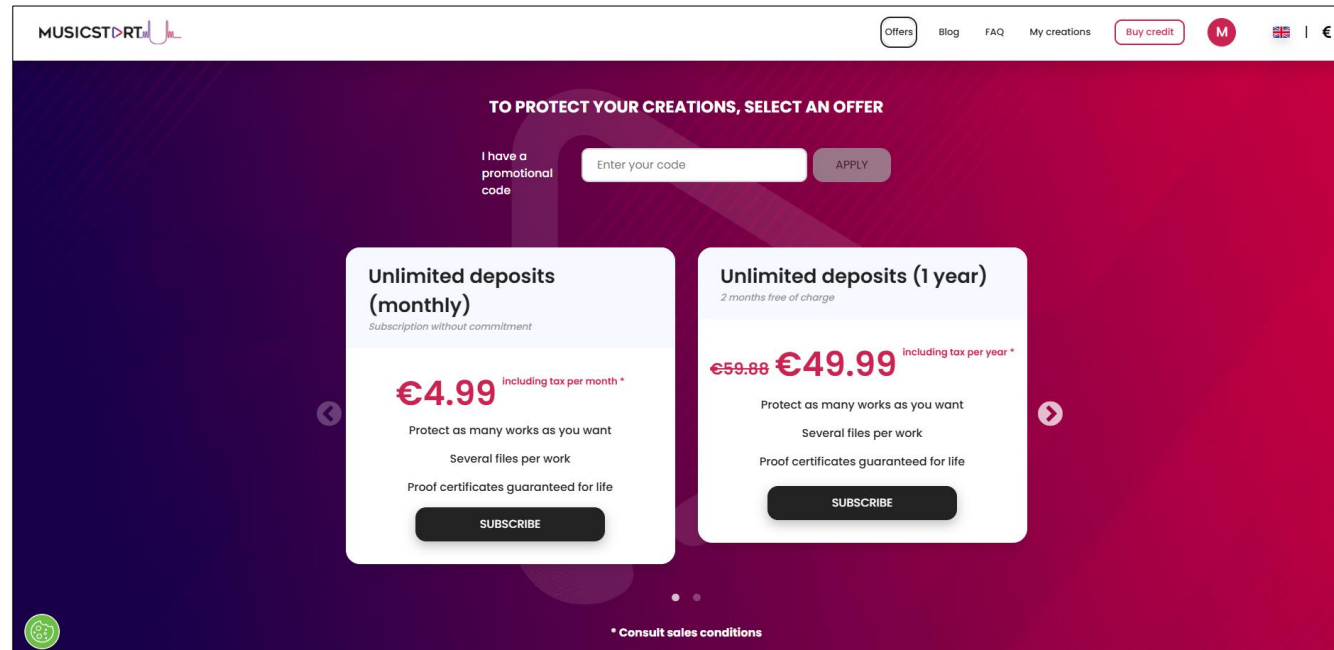 MUSICSTART
Offers
Blog
FAQ
My creations
Buy credit
M
€
TO PROTECT YOUR CREATIONS, SELECT AN OFFER
I have a
promotional
code
Enter your code
APPLY
Unlimited deposits
(monthly)
Subscription without commitment
€4.99 including tax per month *
Protect as many works as you want
Several files per work
Proof certificates guaranteed for life
SUBSCRIBE
Unlimited deposits (1 year)
2 months free of charge
€59.88 €49.99 including tax per year *
Protect as many works as you want
Several files per work
Proof certificates guaranteed for life
SUBSCRIBE
* Consult sales conditions